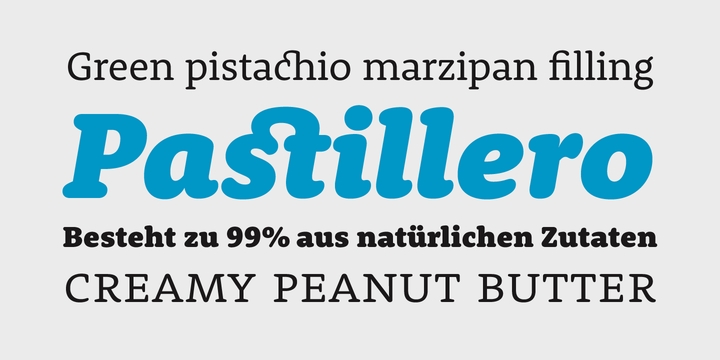 Green pistachio marzipan filling
Pastillero
Besteht zu 99% aus natürlichen Zutaten
CREAMY PEANUT BUTTER